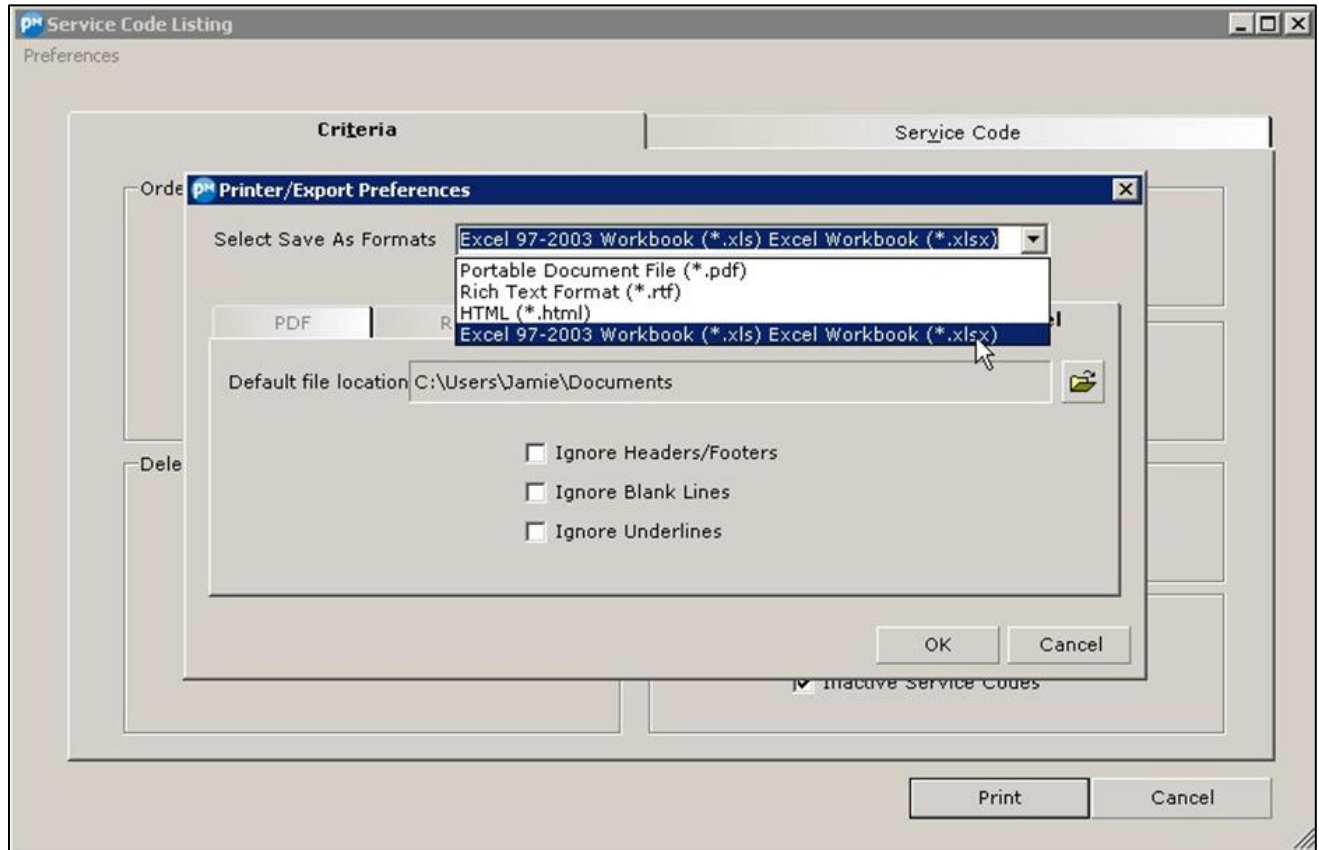 PM Service Code Listing
Preferences
Criteria
Service Code
Orde
PM Printer/Export Preferences
Select Save As Formats Excel 97-2003 Workbook (*.xls) Excel Workbook (*.xlsx)
Portable Document File (*.pdf)
Rich Text Format (*.rtf)
HTML (*.html)
Excel 97-2003 Workbook (*.xls) Excel Workbook (*.xlsx)
PDF R el
Default file location C:\Users\Jamie\Documents
Ignore Headers/Footers
Dele
Ignore Blank Lines
Ignore Underlines
OK Cancel
Inactive Service Codes
Print Cancel